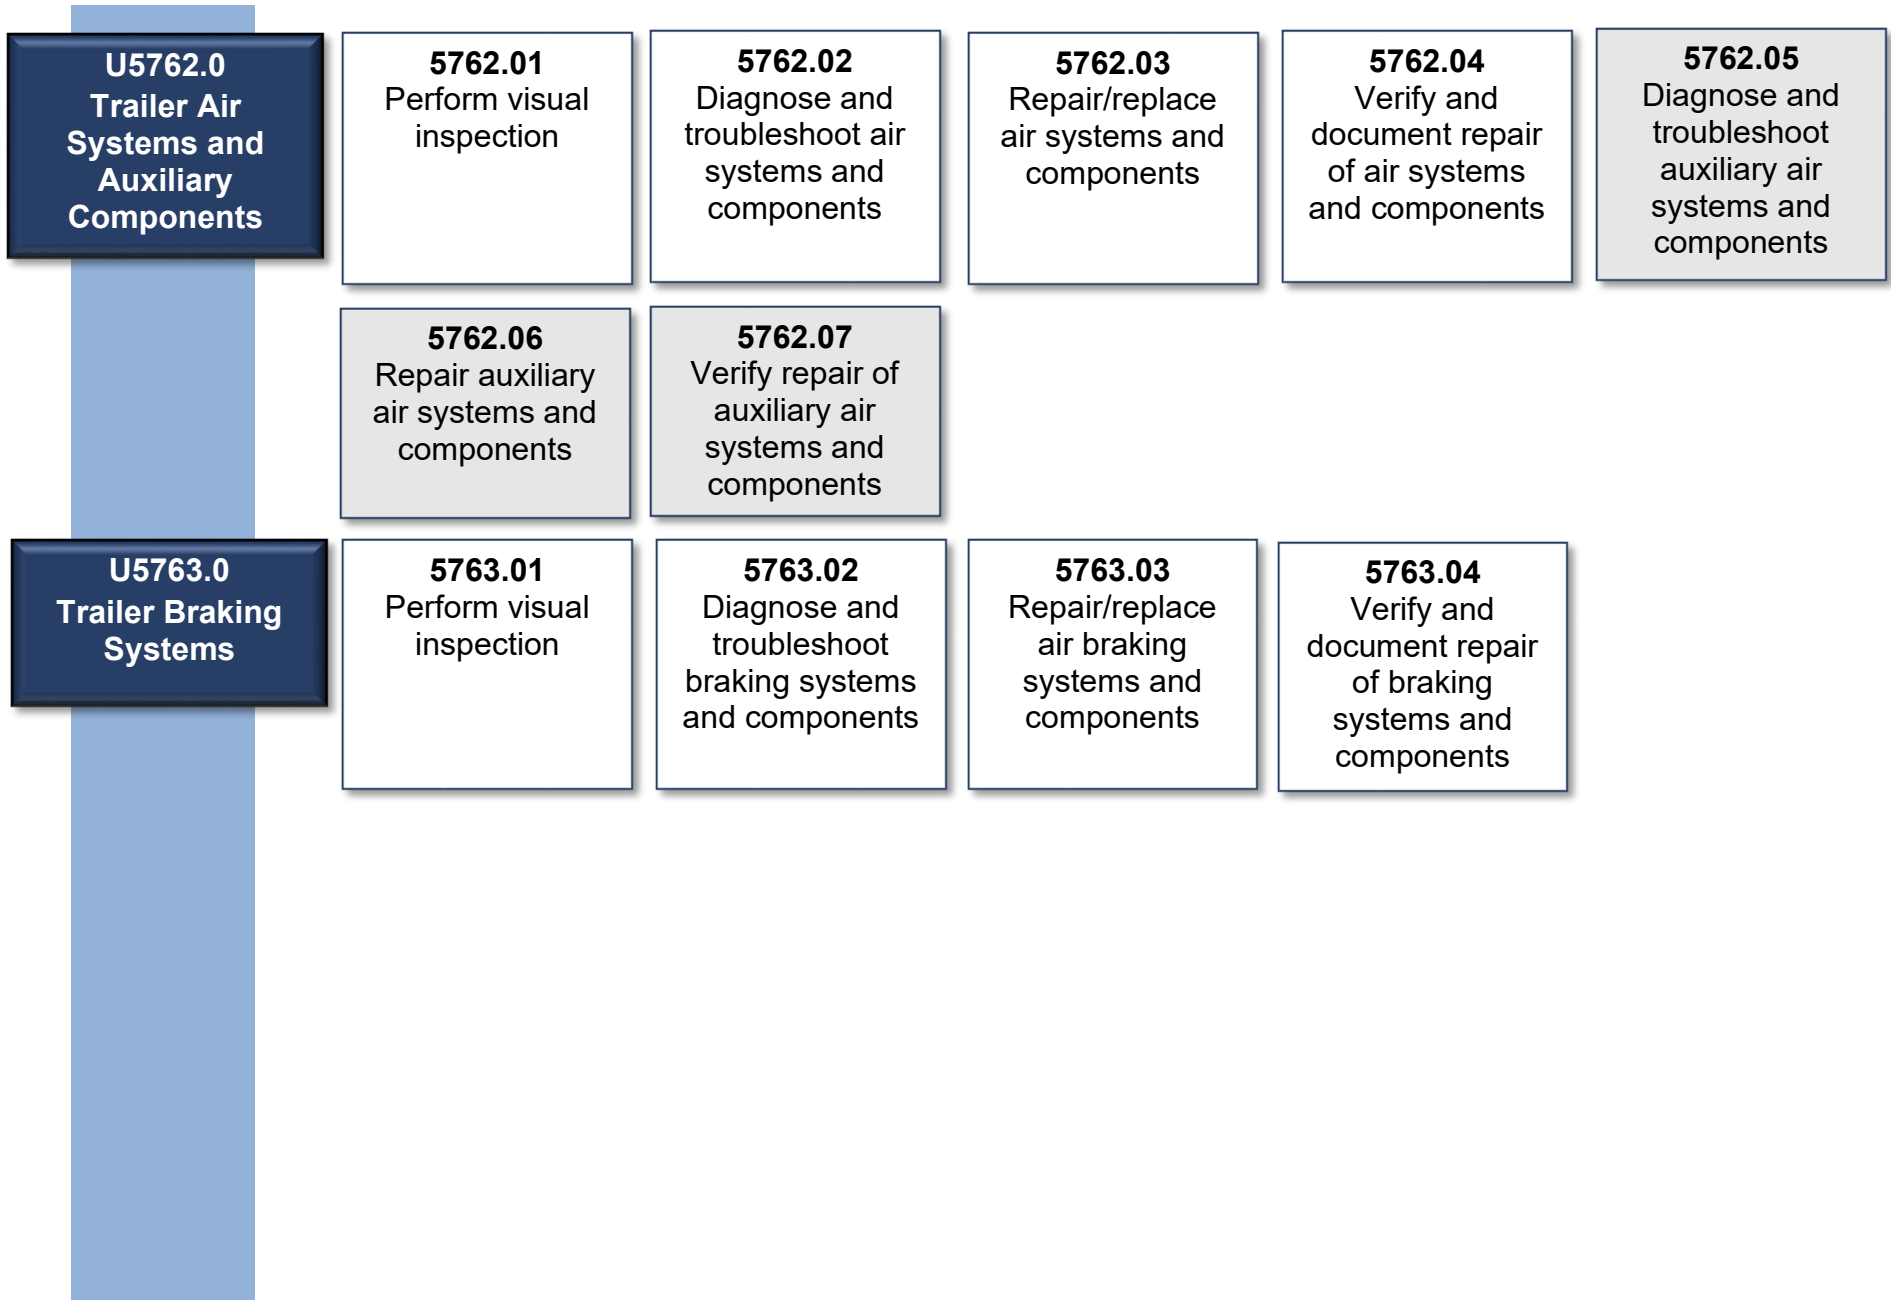 U5762.0
Trailer Air
Systems and
Auxiliary
Components
5762.01
Perform visual
inspection
5762.02
Diagnose and
troubleshoot air
systems and
components
5762.03
Repair/replace
air systems and
components
5762.04
Verify and
document repair
of air systems
and components
5762.05
Diagnose and
troubleshoot
auxiliary air
systems and
components
5762.06
Repair auxiliary
air systems and
components
5762.07
Verify repair of
auxiliary air
systems and
components
U5763.0
Trailer Braking
Systems
5763.01
Perform visual
inspection
5763.02
Diagnose and
troubleshoot
braking systems
and components
5763.03
Repair/replace
air braking
systems and
components
5763.04
Verify and
document repair
of braking
systems and
components